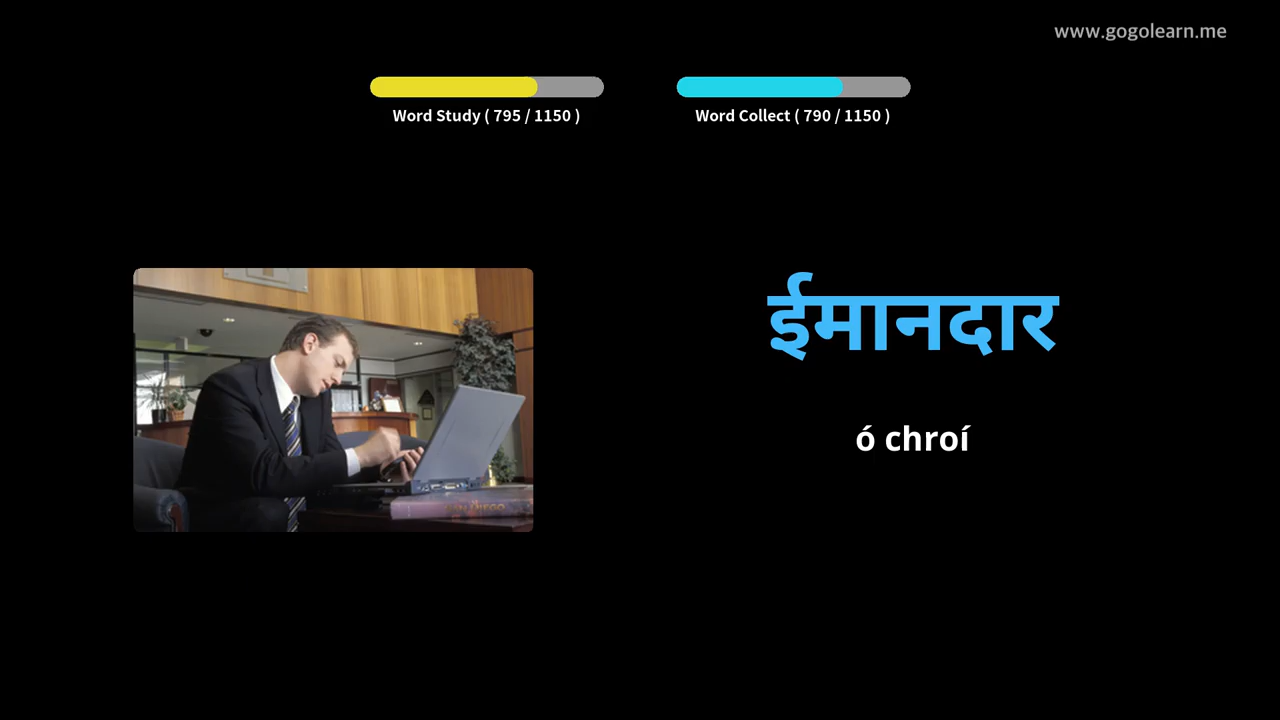 www.gogolearn.me
Word Study ( 795 / 1150 )
Word Collect ( 790 / 1150 )
ईमानदार
ó chroí